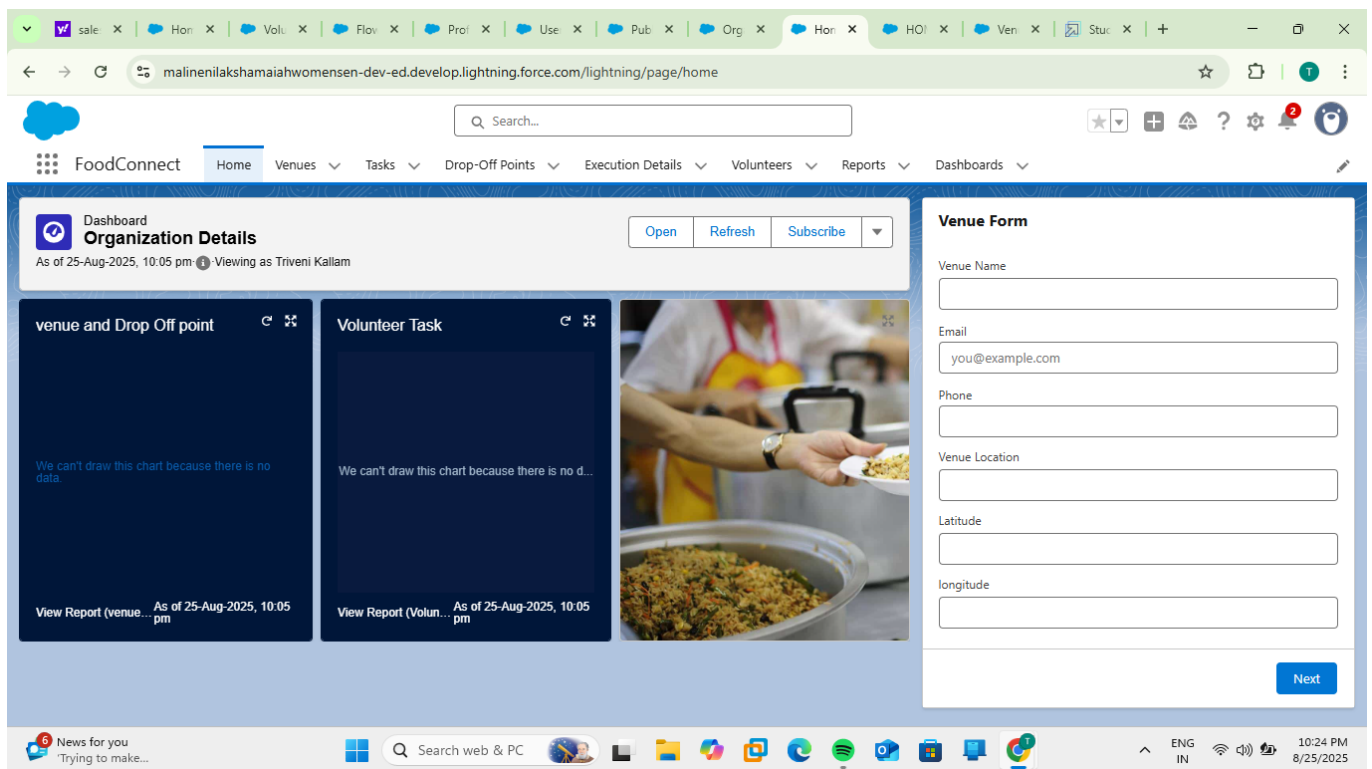 sale
Hon
Volu
Flow
Prof
Use
Pub
Org
Hon
HOM
Ven
Stuc
malinenilakshamaiahwomensen-dev-ed.develop.lightning.force.com/lightning/page/home
T
Search...
2
FoodConnect
Home
Venues
Tasks
Drop-Off Points
Execution Details
Volunteers
Reports
Dashboards
Dashboard
Organization Details
As of 25-Aug-2025, 10:05 pm·Viewing as Triveni Kallam
Open
Refresh
Subscribe
venue and Drop Off point
We can't draw this chart because there is no
data.
View Report (venue...
As of 25-Aug-2025, 10:05
pm
Volunteer Task
We can't draw this chart because there is no d...
View Report (Volun...
As of 25-Aug-2025, 10:05
pm
Venue Form
Venue Name
Email
you@example.com
Phone
Venue Location
Latitude
longitude
Next
6
News for you
'Trying to make...
Search web & PC
T
ENG
IN
10:24 PM
8/25/2025